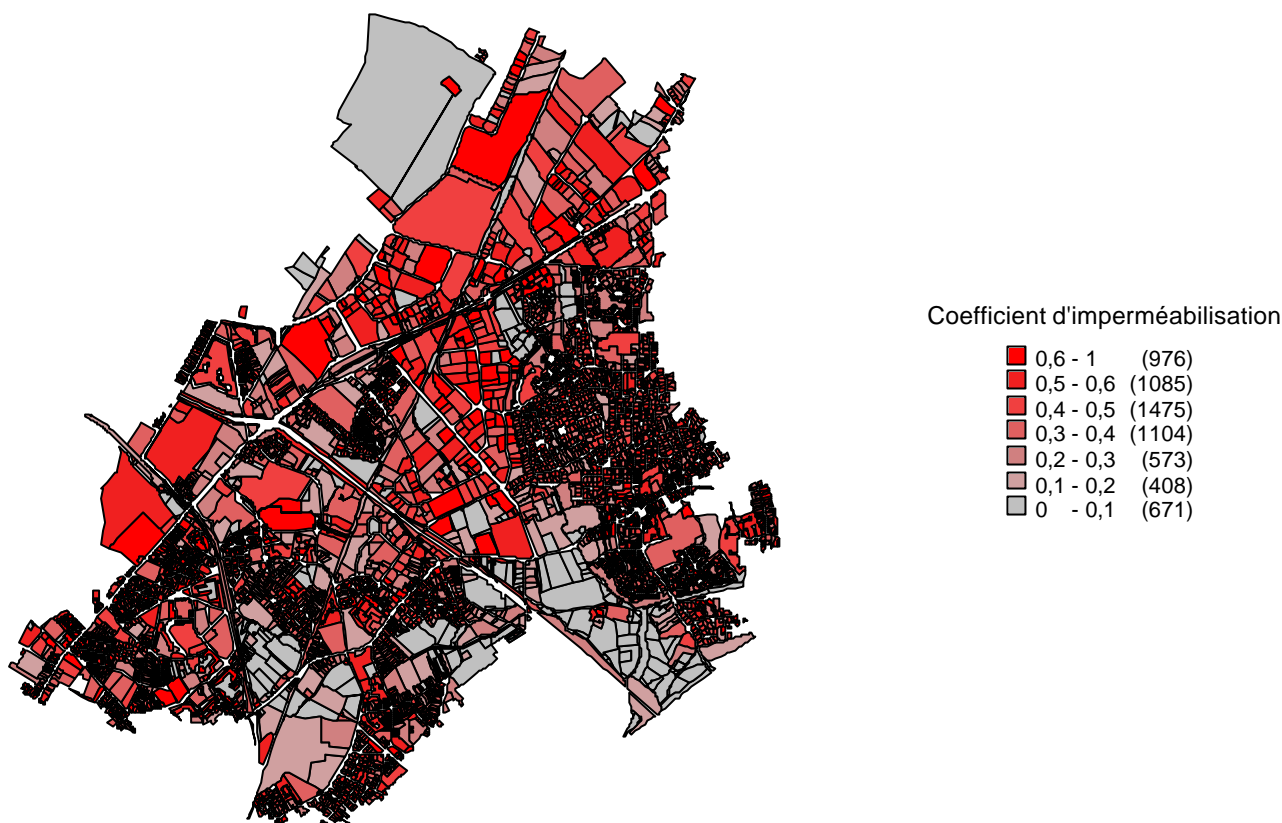 Coefficient d'imperméabilisation
0,6 - 1 (976)
0,5 - 0,6 (1085)
0,4 - 0,5 (1475)
0,3 - 0,4 (1104)
0,2 - 0,3 (573)
0,1 - 0,2 (408)
0 - 0,1 (671)